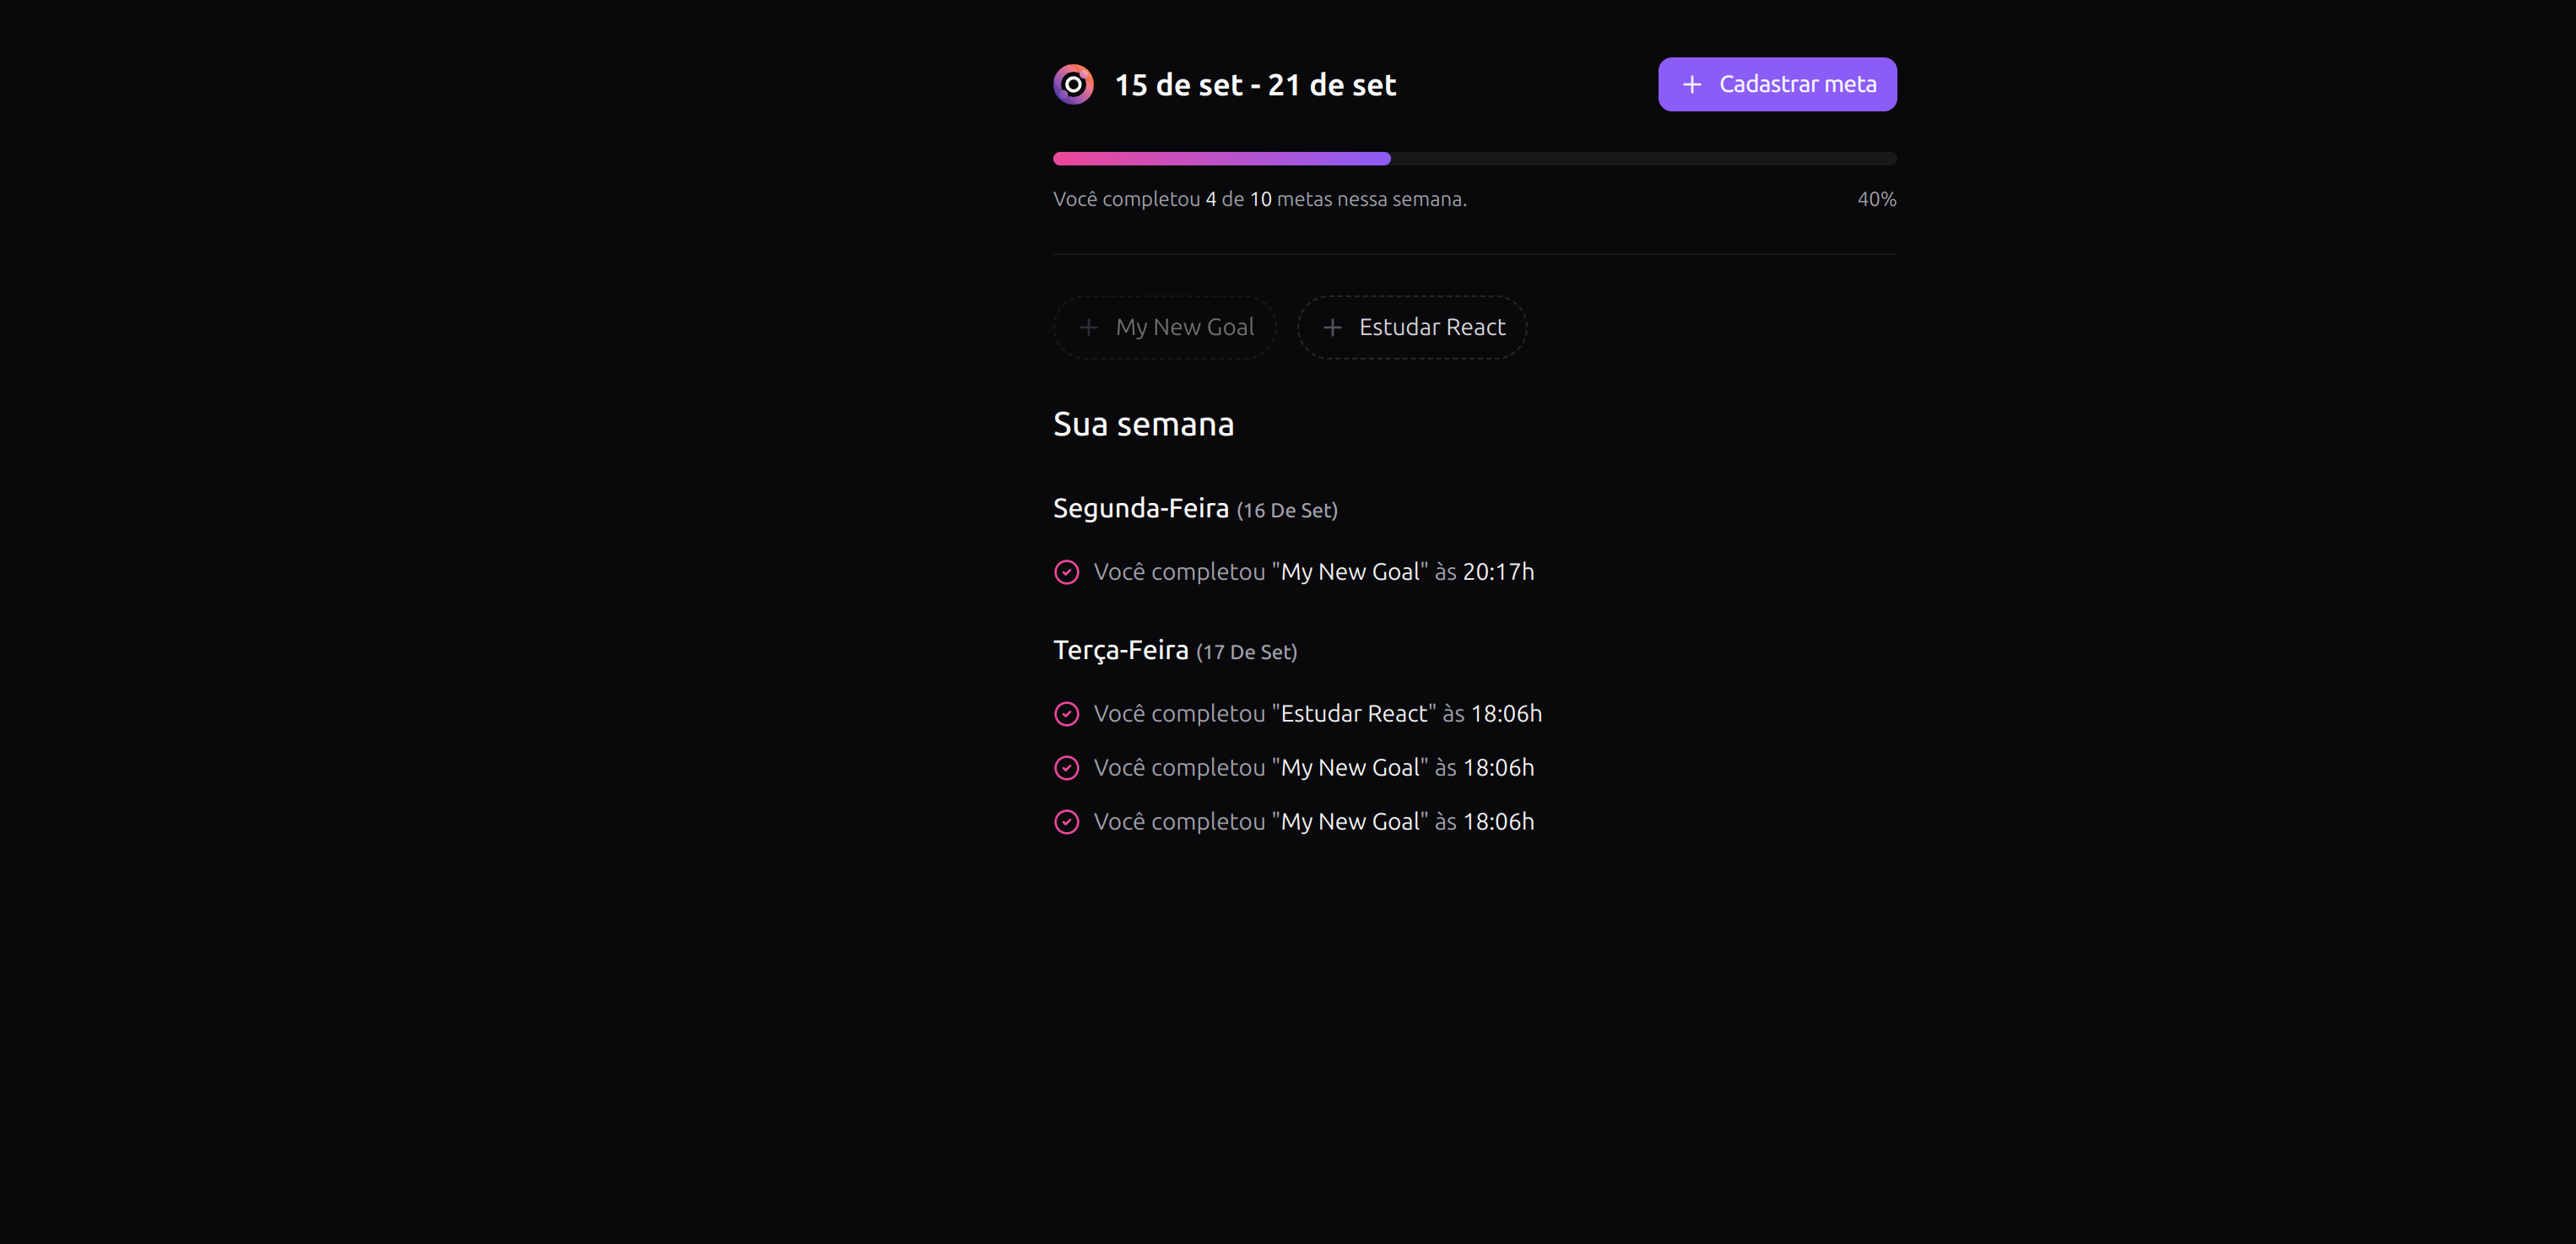 15 de set - 21 de set
Cadastrar meta
Você completou 4 de 10 metas nessa semana.
40%
My New Goal
Estudar React
Sua semana
Segunda-Feira (16 De Set)
Você completou "My New Goal" às 20:17h
Terça-Feira (17 De Set)
Você completou "Estudar React" às 18:06h
Você completou "My New Goal" às 18:06h
Você completou "My New Goal" às 18:06h